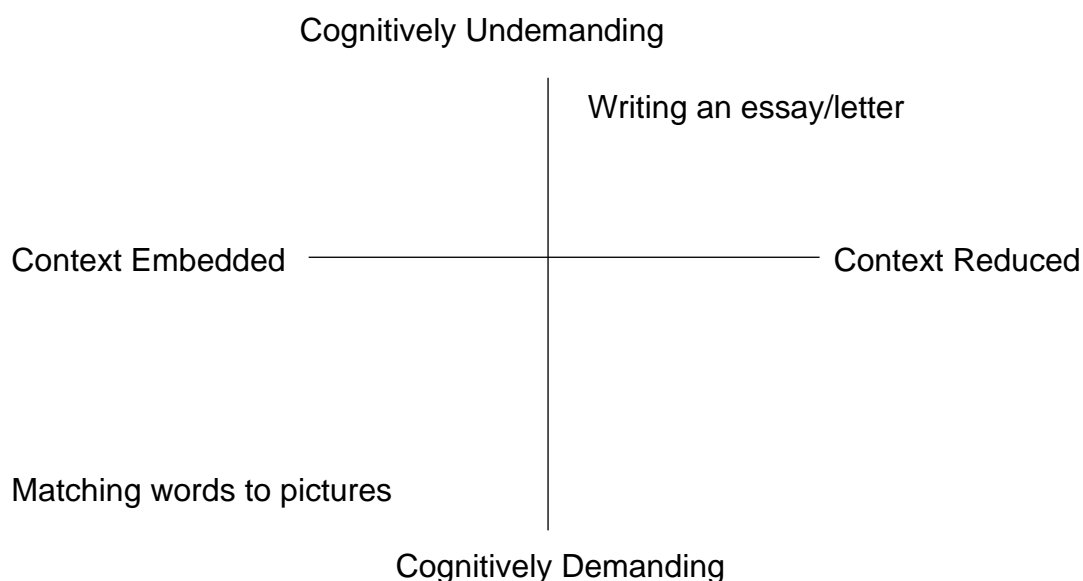 Cognitively Undemanding
Writing an essay/letter
Context Embedded
Context Reduced
Matching words to pictures
Cognitively Demanding